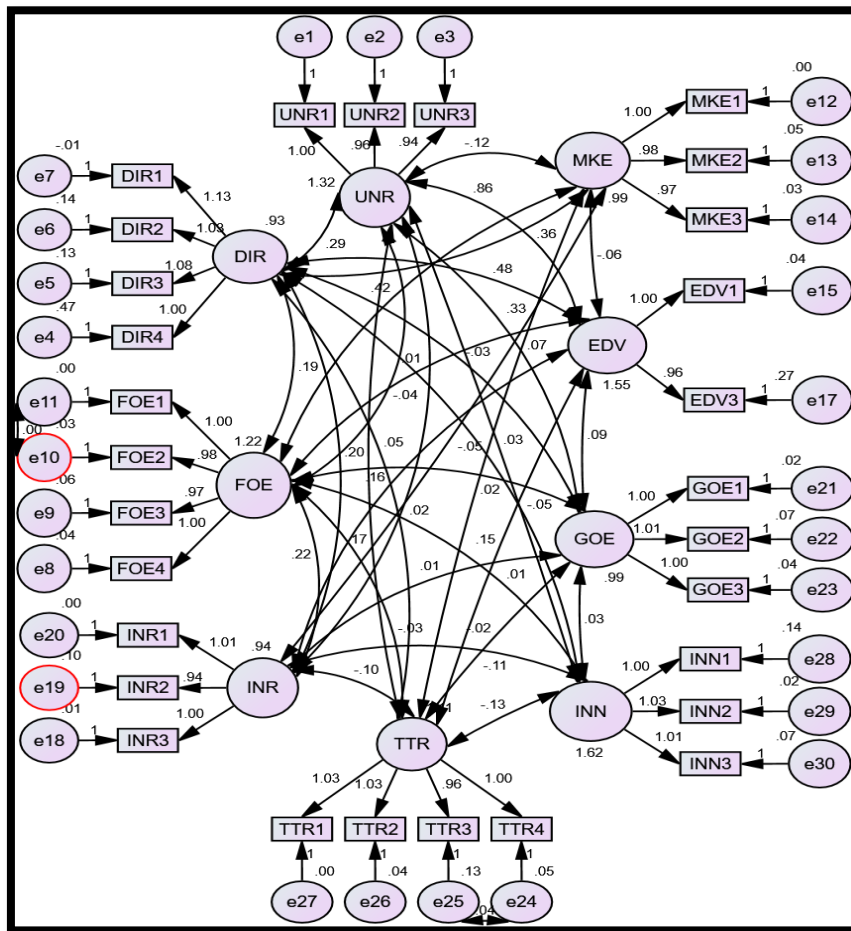 e1 e2 e3
1 1 1
UNR1 UNR2 UNR3
1.00 .96 .94
1.32
UNR
.00
MKE1 1 e12
1.00
.05
MKE MKE2 1 e13
.98
.03
.97
MKE3 1 e14
.99
-.01
e7 1 DIR1
.14
1.13
e6 1 DIR2
.13
1.03
e5 1 DIR3
.47
1.08
e4 1 DIR4
1.00
.93
DIR
-.12
.86
.36
.29
.48
-.06
.42
.33
.04
EDV1 1 e15
1.00
EDV
1.55
.96
.27
EDV3 1 e17
.07
.01
-.03
.19
-.04
.00
e11 1 FOE1
.00
.03
1.00
e10 1 FOE2
.06
.98
e9 1 FOE3
.04
.97
e8 1 FOE4
1.00
1.22
FOE
.05
.20
.16
-.05
.03
.09
.02
-.05
.02
.17
.15
.22
.01
.01
.02
GOE1 1 e21
1.00
.07
GOE GOE2 1 e22
1.01
.04
1.00
GOE3 1 e23
.99
.03
.00
e20 1 INR1
.10
1.01
e19 1 INR2
.01
.94
e18 1 INR3
1.00
.94
INR
-.03
-.02
-.10
-.11
-.13
.14
INN1 1 e28
1.00
.02
INN INN2 1 e29
1.03
.07
1.01
INN3 1 e30
1.62
TTR
1.03 1.03 .96 1.00
TTR1 TTR2 TTR3 TTR4
1 1 1 1
.00 .04 .13 .05
e27 e26 e25 e24
.04